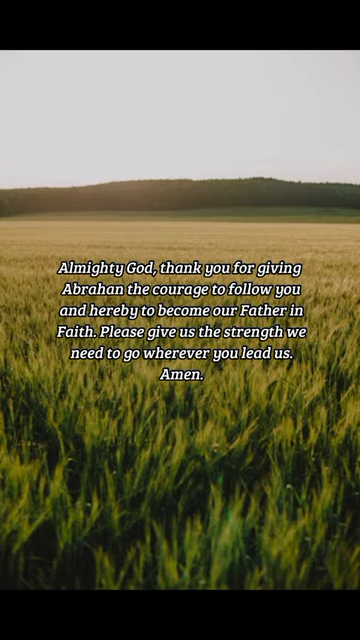 Almighty God, thank you for giving
Abrahan the courage to follow you
and hereby to become our Father in
Faith. Please give us the strength we
need to go wherever you lead us.
Amen.